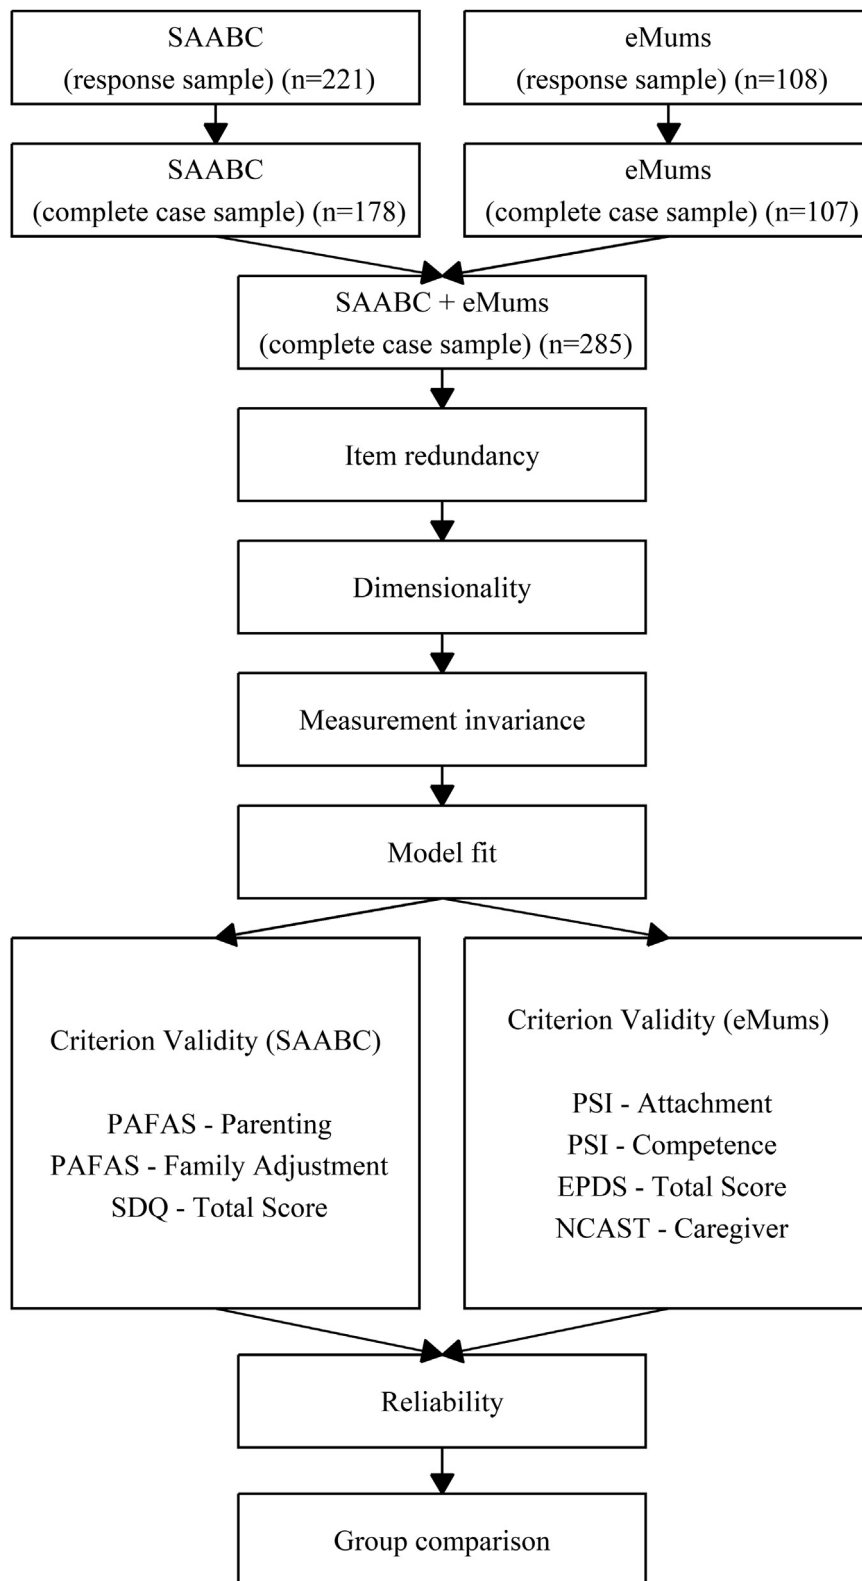 SAABC
(response sample) (n=221)
eMums
(response sample) (n=108)
SAABC
(complete case sample) (n=178)
eMums
(complete case sample) (n=107)
SAABC + eMums
(complete case sample) (n=285)
Item redundancy
Dimensionality
Measurement invariance
Model fit
Criterion Validity (SAABC)
PAFAS - Parenting
PAFAS - Family Adjustment
SDQ - Total Score
Criterion Validity (eMums)
PSI - Attachment
PSI - Competence
EPDS - Total Score
NCAST - Caregiver
Reliability
Group comparison